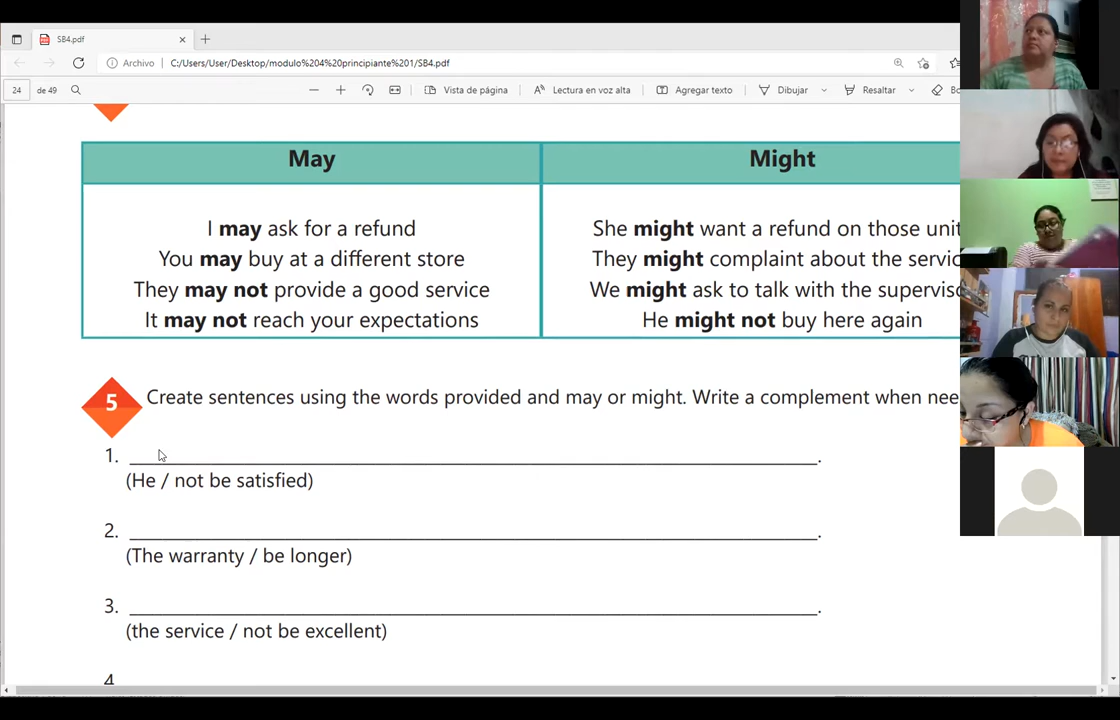 SB4.pdf
Archivo C:/Users/User/Desktop/modulo%204%20principiante%201/SB4.pdf
24 de 49 Vista de página Lectura en voz alta Agregar texto Dibujar Resaltar
May Might
I may ask for a refund
You may buy at a different store
They may not provide a good service
It may not reach your expectations
She might want a refund on those unit
They might complaint about the servic
We might ask to talk with the superviso
He might not buy here again
5 Create sentences using the words provided and may or might. Write a complement when nee
1. ______________________________.
(He / not be satisfied)
2. ______________________________.
(The warranty / be longer)
3. ______________________________.
(the service / not be excellent)
4